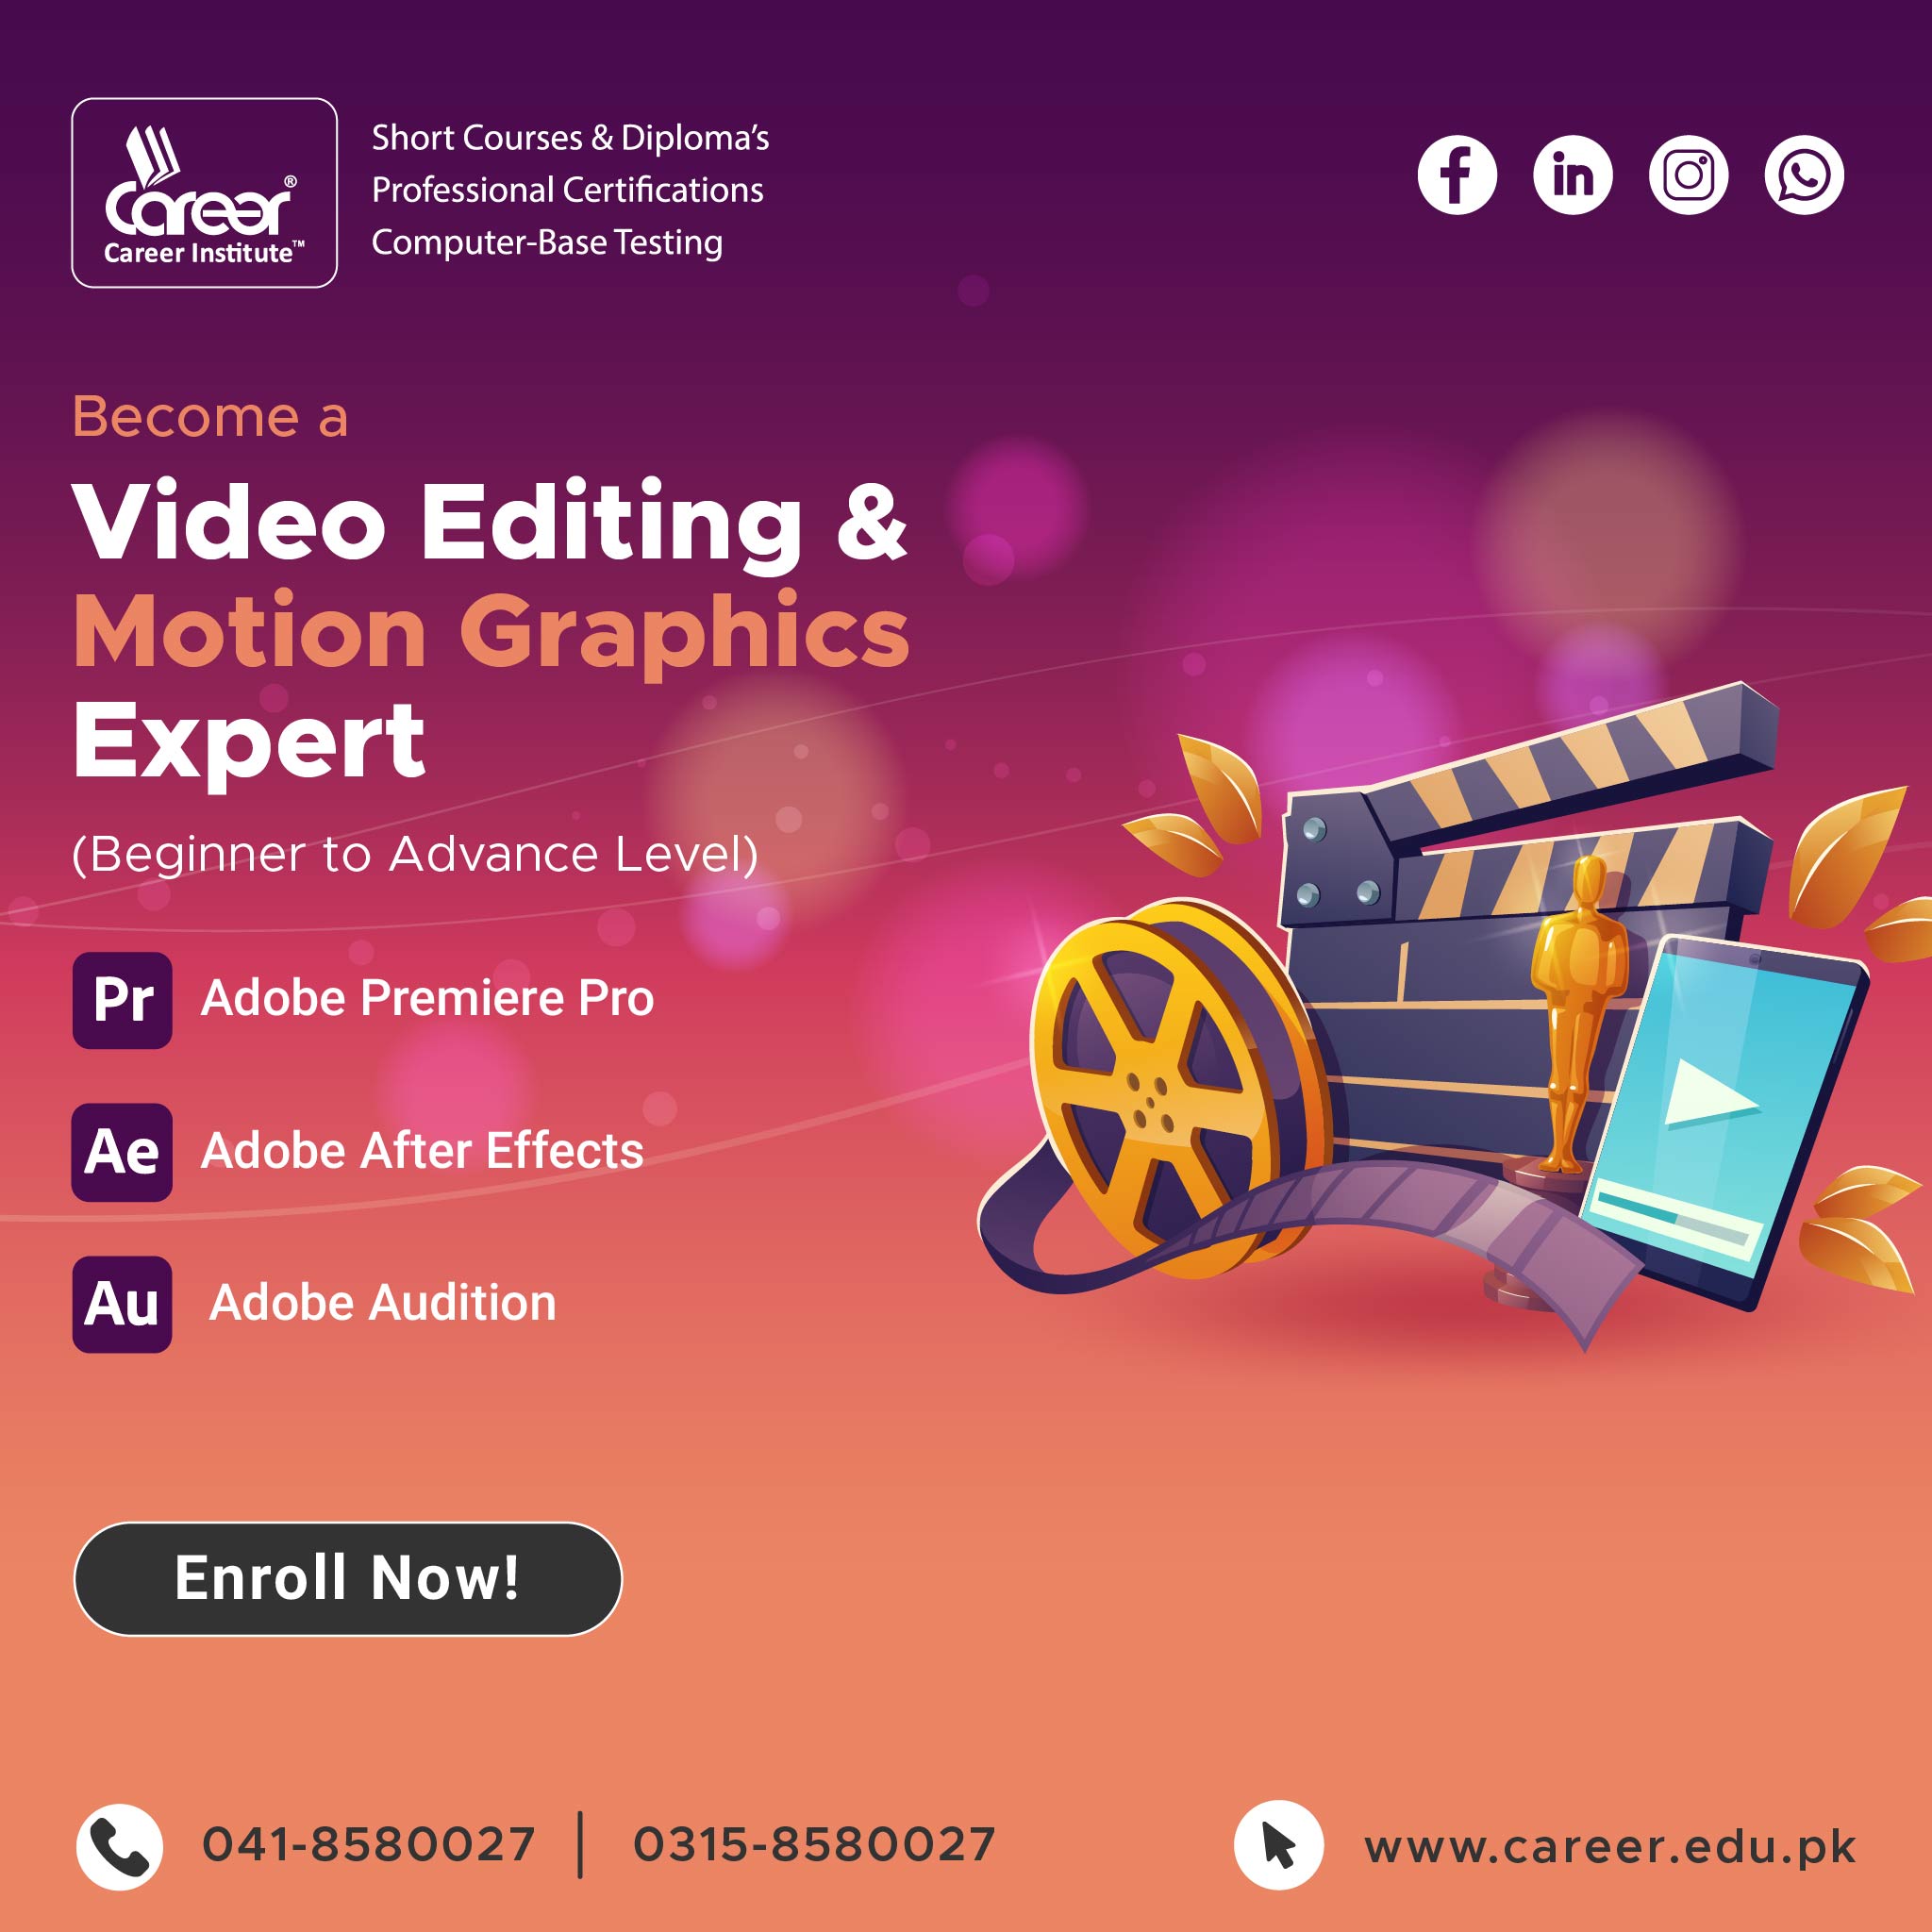 Career®
Career Institute™
Short Courses & Diploma’s
Professional Certifications
Computer-Base Testing
Become a
Video Editing &
Motion Graphics
Expert
(Beginner to Advance Level)
Pr Adobe Premiere Pro
Ae Adobe After Effects
Au Adobe Audition
Enroll Now!
041-8580027 | 0315-8580027
www.career.edu.pk